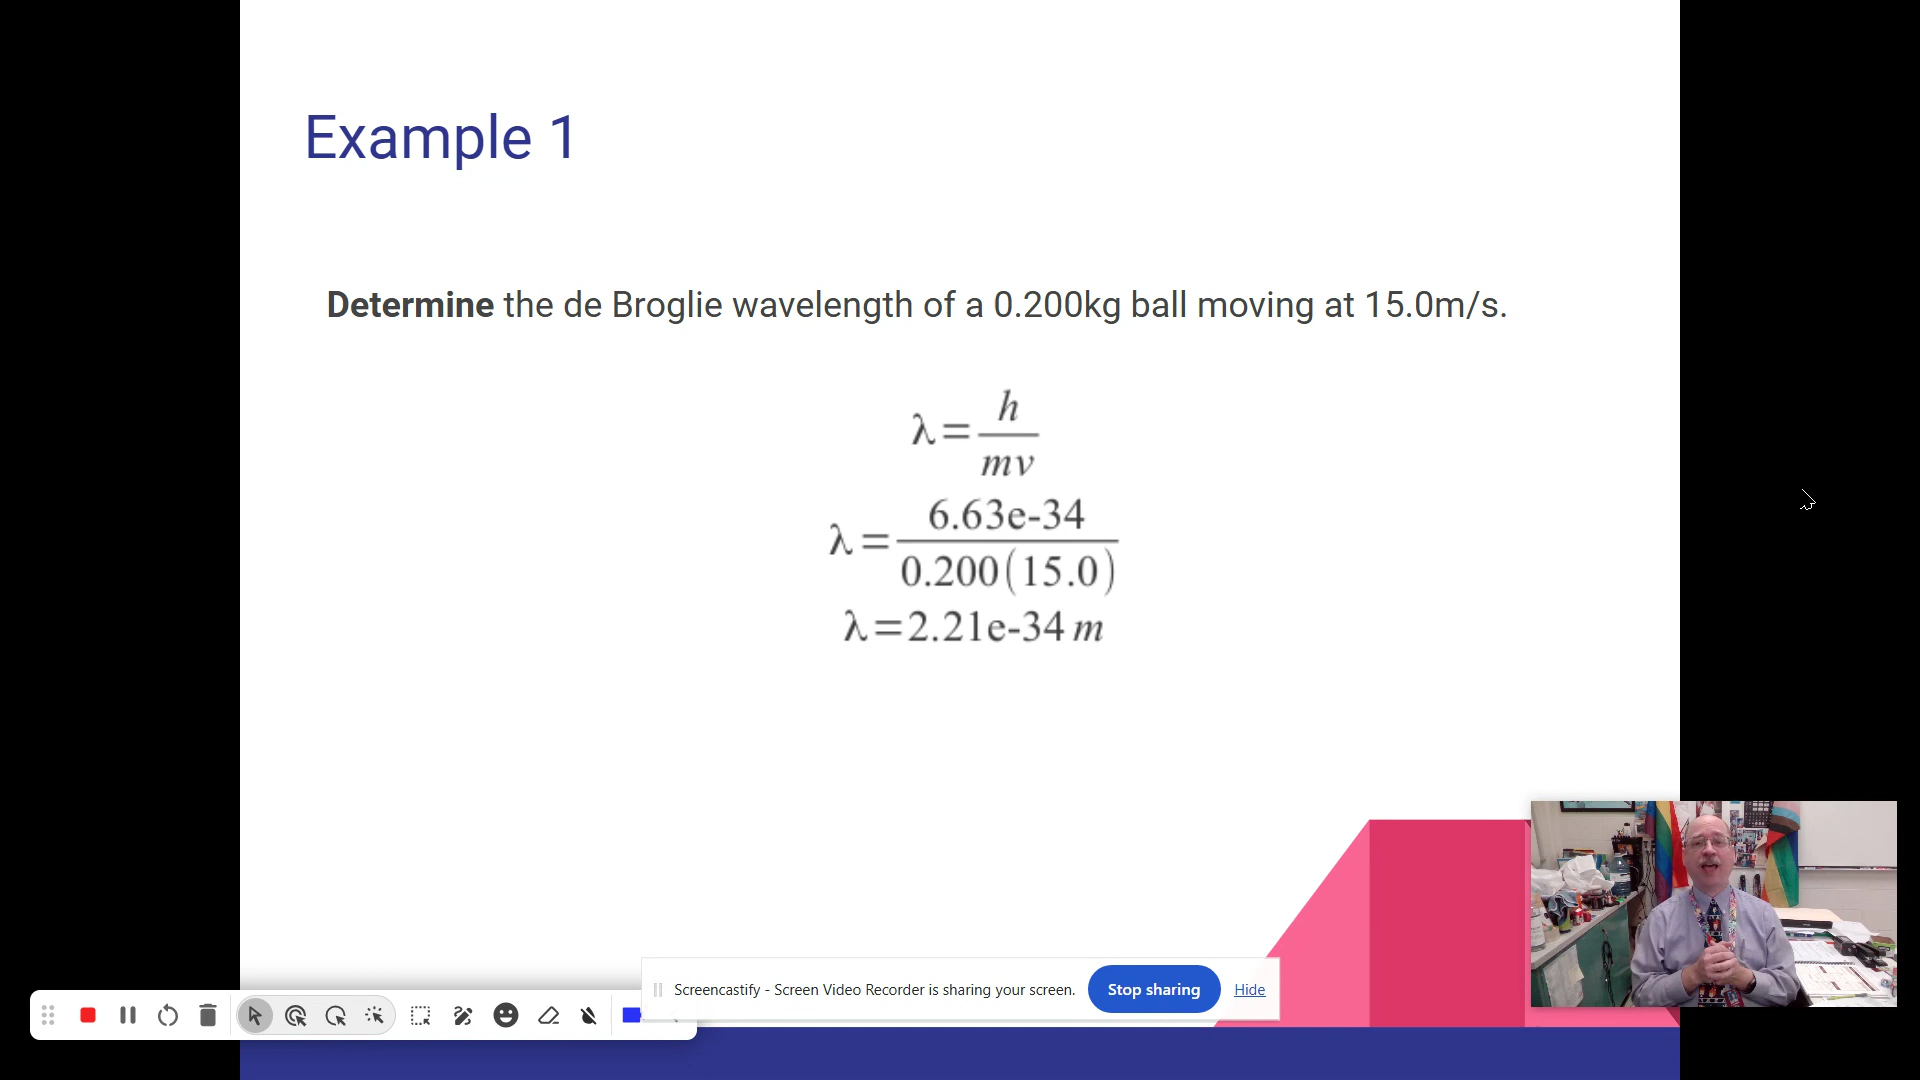 Example 1
Determine the de Broglie wavelength of a 0.200kg ball moving at 15.0m/s.
λ = h / mv
λ = 6.63e-34 / 0.200(15.0)
λ = 2.21e-34 m
Screencastify - Screen Video Recorder is sharing your screen.
Stop sharing
Hide